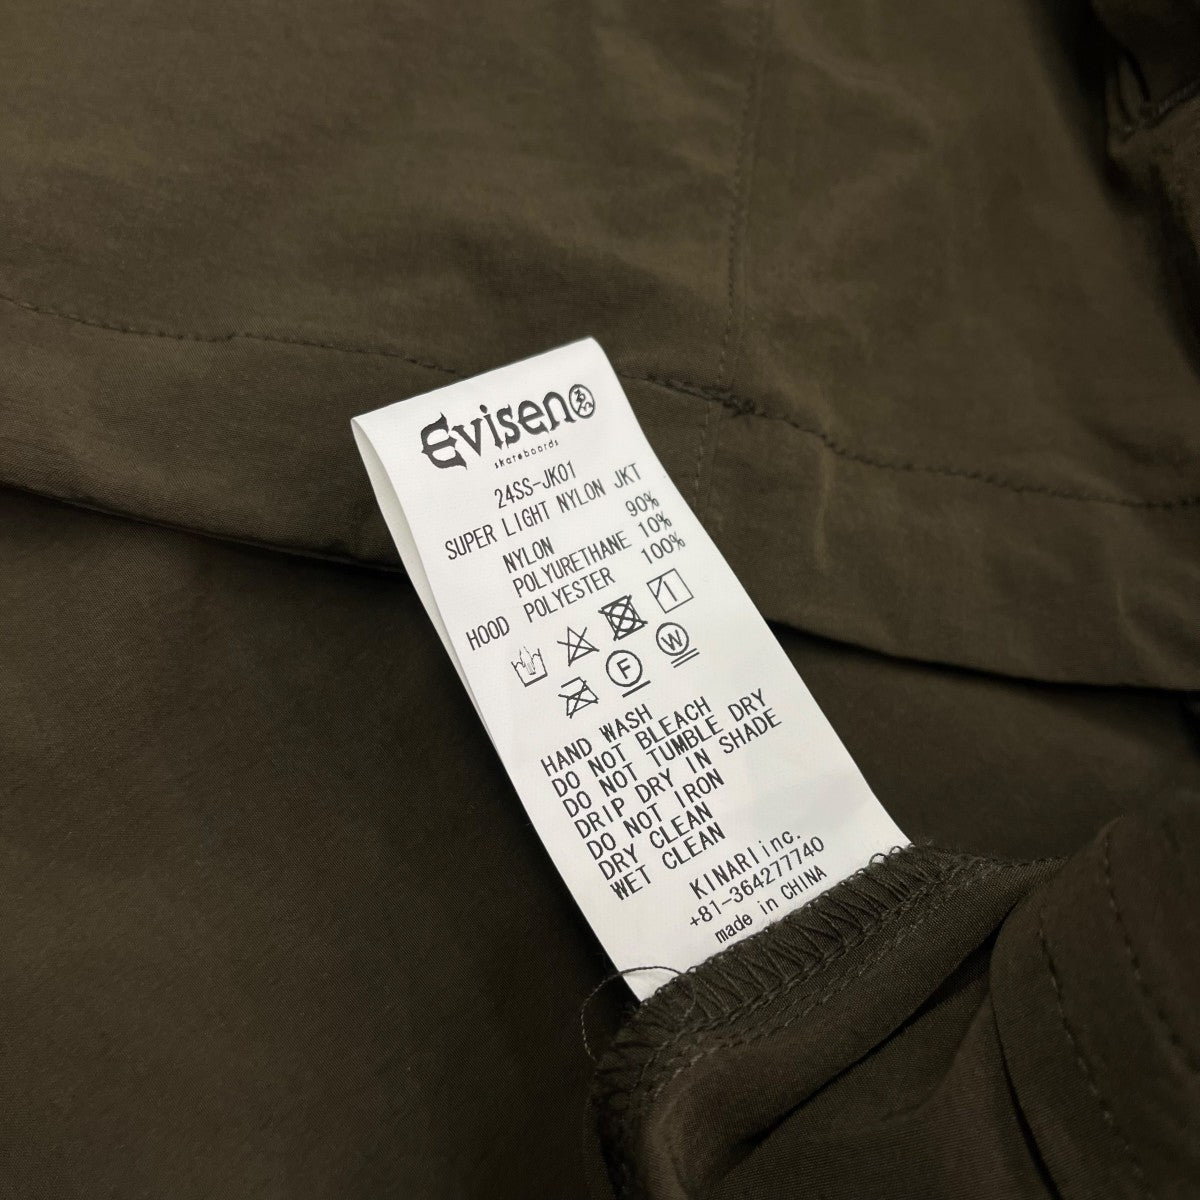 Evisen ゑ
skateboards
24SS-JK01
SUPER LIGHT NYLON JKT
NYLON 90%
POLYURETHANE 10%
HOOD POLYESTER 100%
1
F W
HAND WASH
DO NOT BLEACH
DO NOT TUMBLE DRY
DRIP DRY IN SHADE
DO NOT IRON
DRY CLEAN
WET CLEAN
KINARI inc.
+81-364277740
made in CHINA